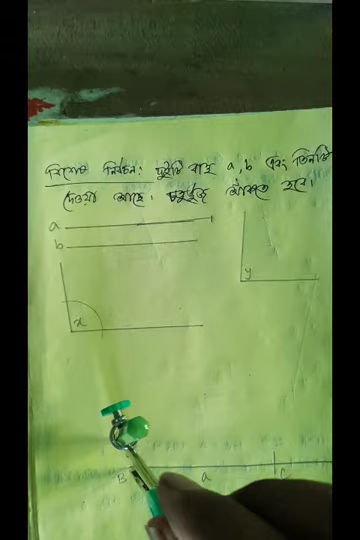 বিশেষ নির্বচন: দুইটি বাহু a, b এবং তিনটি
দেওয়া আছে। চতুর্ভুজ আঁকতে হবে।
a
b
y
x
B a C